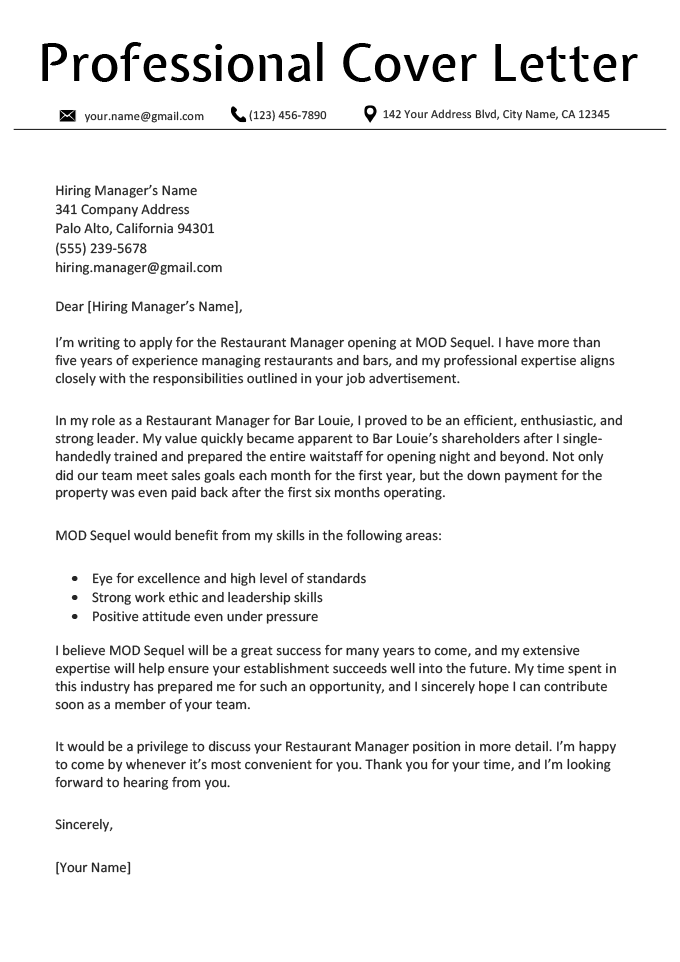 Professional Cover Letter
your.name@gmail.com (123) 456-7890 142 Your Address Blvd, City Name, CA 12345
Hiring Manager’s Name
341 Company Address
Palo Alto, California 94301
(555) 239-5678
hiring.manager@gmail.com
Dear [Hiring Manager’s Name],
I’m writing to apply for the Restaurant Manager opening at MOD Sequel. I have more than
five years of experience managing restaurants and bars, and my professional expertise aligns
closely with the responsibilities outlined in your job advertisement.
In my role as a Restaurant Manager for Bar Louie, I proved to be an efficient, enthusiastic, and
strong leader. My value quickly became apparent to Bar Louie’s shareholders after I single-
handedly trained and prepared the entire waitstaff for opening night and beyond. Not only
did our team meet sales goals each month for the first year, but the down payment for the
property was even paid back after the first six months operating.
MOD Sequel would benefit from my skills in the following areas:
• Eye for excellence and high level of standards
• Strong work ethic and leadership skills
• Positive attitude even under pressure
I believe MOD Sequel will be a great success for many years to come, and my extensive
expertise will help ensure your establishment succeeds well into the future. My time spent in
this industry has prepared me for such an opportunity, and I sincerely hope I can contribute
soon as a member of your team.
It would be a privilege to discuss your Restaurant Manager position in more detail. I’m happy
to come by whenever it’s most convenient for you. Thank you for your time, and I’m looking
forward to hearing from you.
Sincerely,
[Your Name]